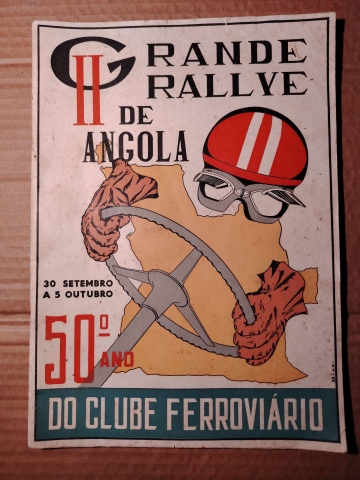 II GRANDE
RALLYE
DE
ANGOLA
30 SETEMBRO
A 5 OUTUBRO
50º
ANO
DO CLUBE FERROVIÁRIO